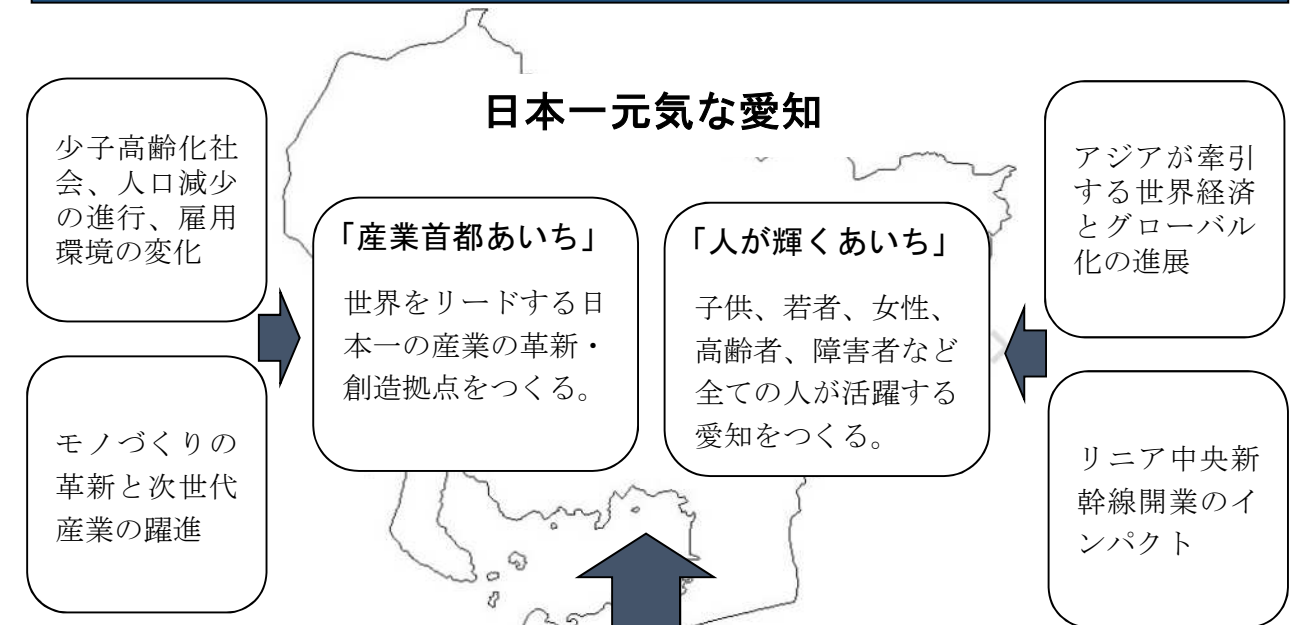 日本一元気な愛知
少子高齢化社
会、人口減少
の進行、雇用
環境の変化
モノづくりの
革新と次世代
産業の躍進
「産業首都あいち」
世界をリードする日
本一の産業の革新・
創造拠点をつくる。
「人が輝くあいち」
子供、若者、女性、
高齢者、障害者など
全ての人が活躍する
愛知をつくる。
アジアが牽引
する世界経済
とグローバル
化の進展
リニア中央新
幹線開業のイ
ンパクト